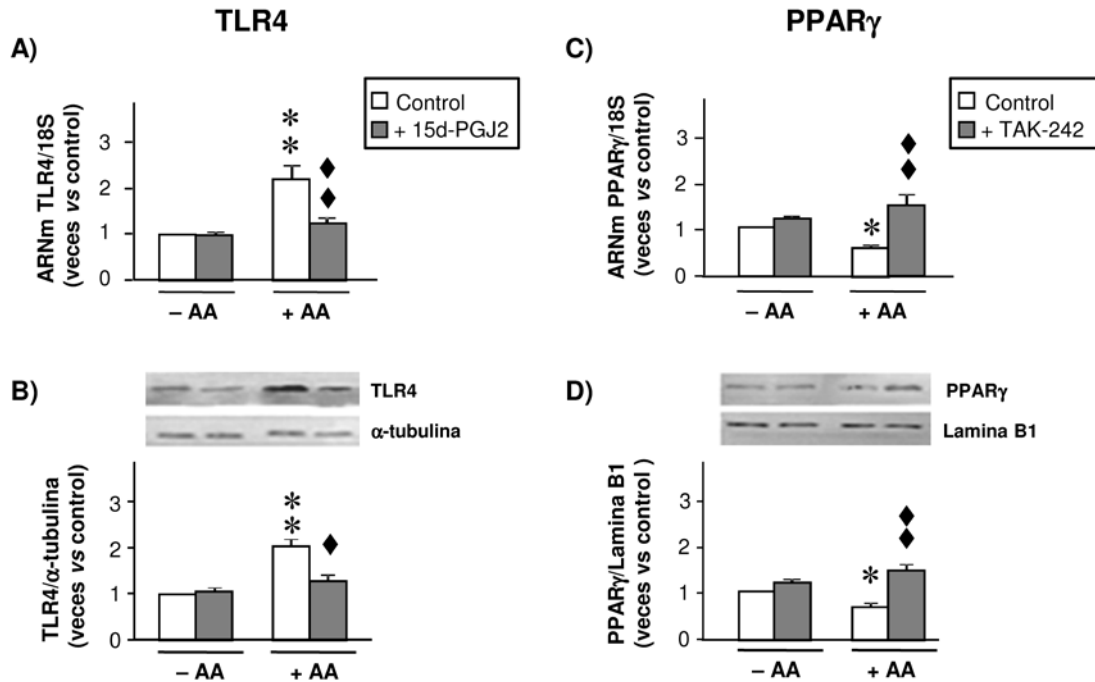 TLR4
PPARγ
A)
Control
+ 15d-PGJ2
ARNm TLR4/18S
(veces vs control)
3
2
1
0
* *
♦ ♦
– AA
+ AA
C)
Control
+ TAK-242
ARNm PPARγ/18S
(veces vs control)
3
2
1
0
*
♦ ♦
– AA
+ AA
B)
TLR4
α-tubulina
TLR4/α-tubulina
(veces vs control)
3
2
1
0
* *
♦
– AA
+ AA
D)
PPARγ
Lamina B1
PPARγ/Lamina B1
(veces vs control )
3
2
1
0
*
♦ ♦
– AA
+ AA